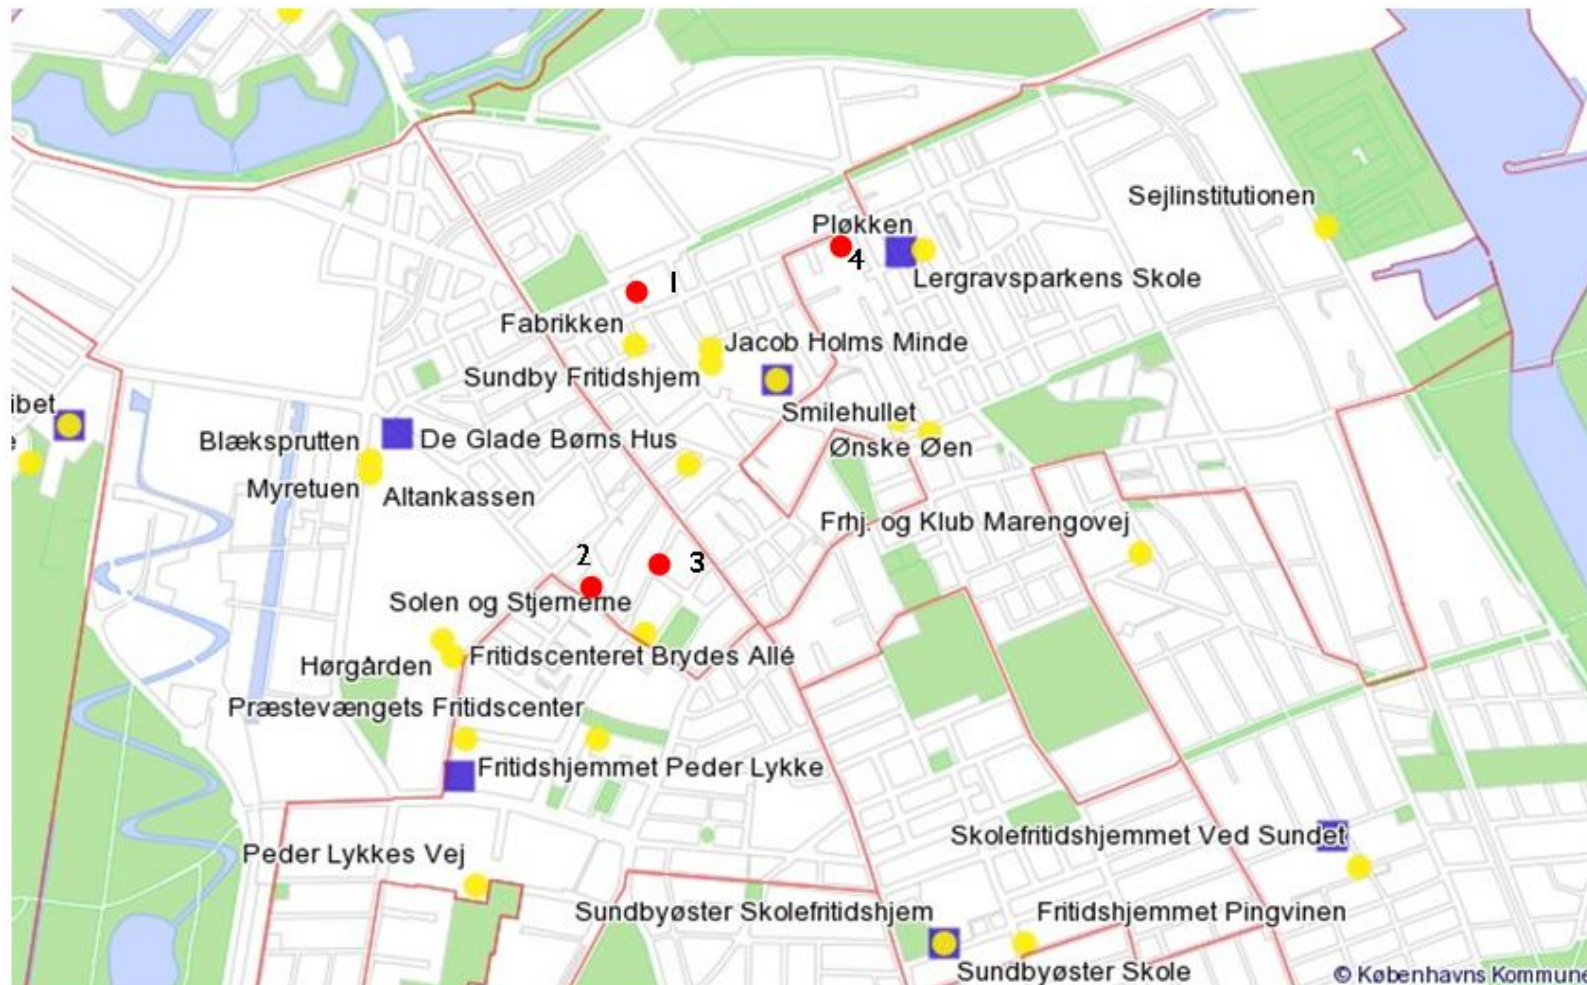 Sejlinstitutionen
Pløkken
4
Lergravsparkens Skole
1
Fabrikken
Jacob Holms Minde
Sundby Fritidshjem
ibet
Smilehullet
Blæksprutten
De Glade Børns Hus
e
Ønske Øen
Myretuen
Altankassen
Frhj. og Klub Marengovej
2
3
Solen og Stjernerne
Hørgården
Fritidscenteret Brydes Allé
Præstevængets Fritidscenter
Fritidshjemmet Peder Lykke
Skolefritidshjemmet Ved Sundet
Peder Lykkes Vej
Sundbyøster Skolefritidshjem
Fritidshjemmet Pingvinen
Sundbyøster Skole
© Københavns Kommune